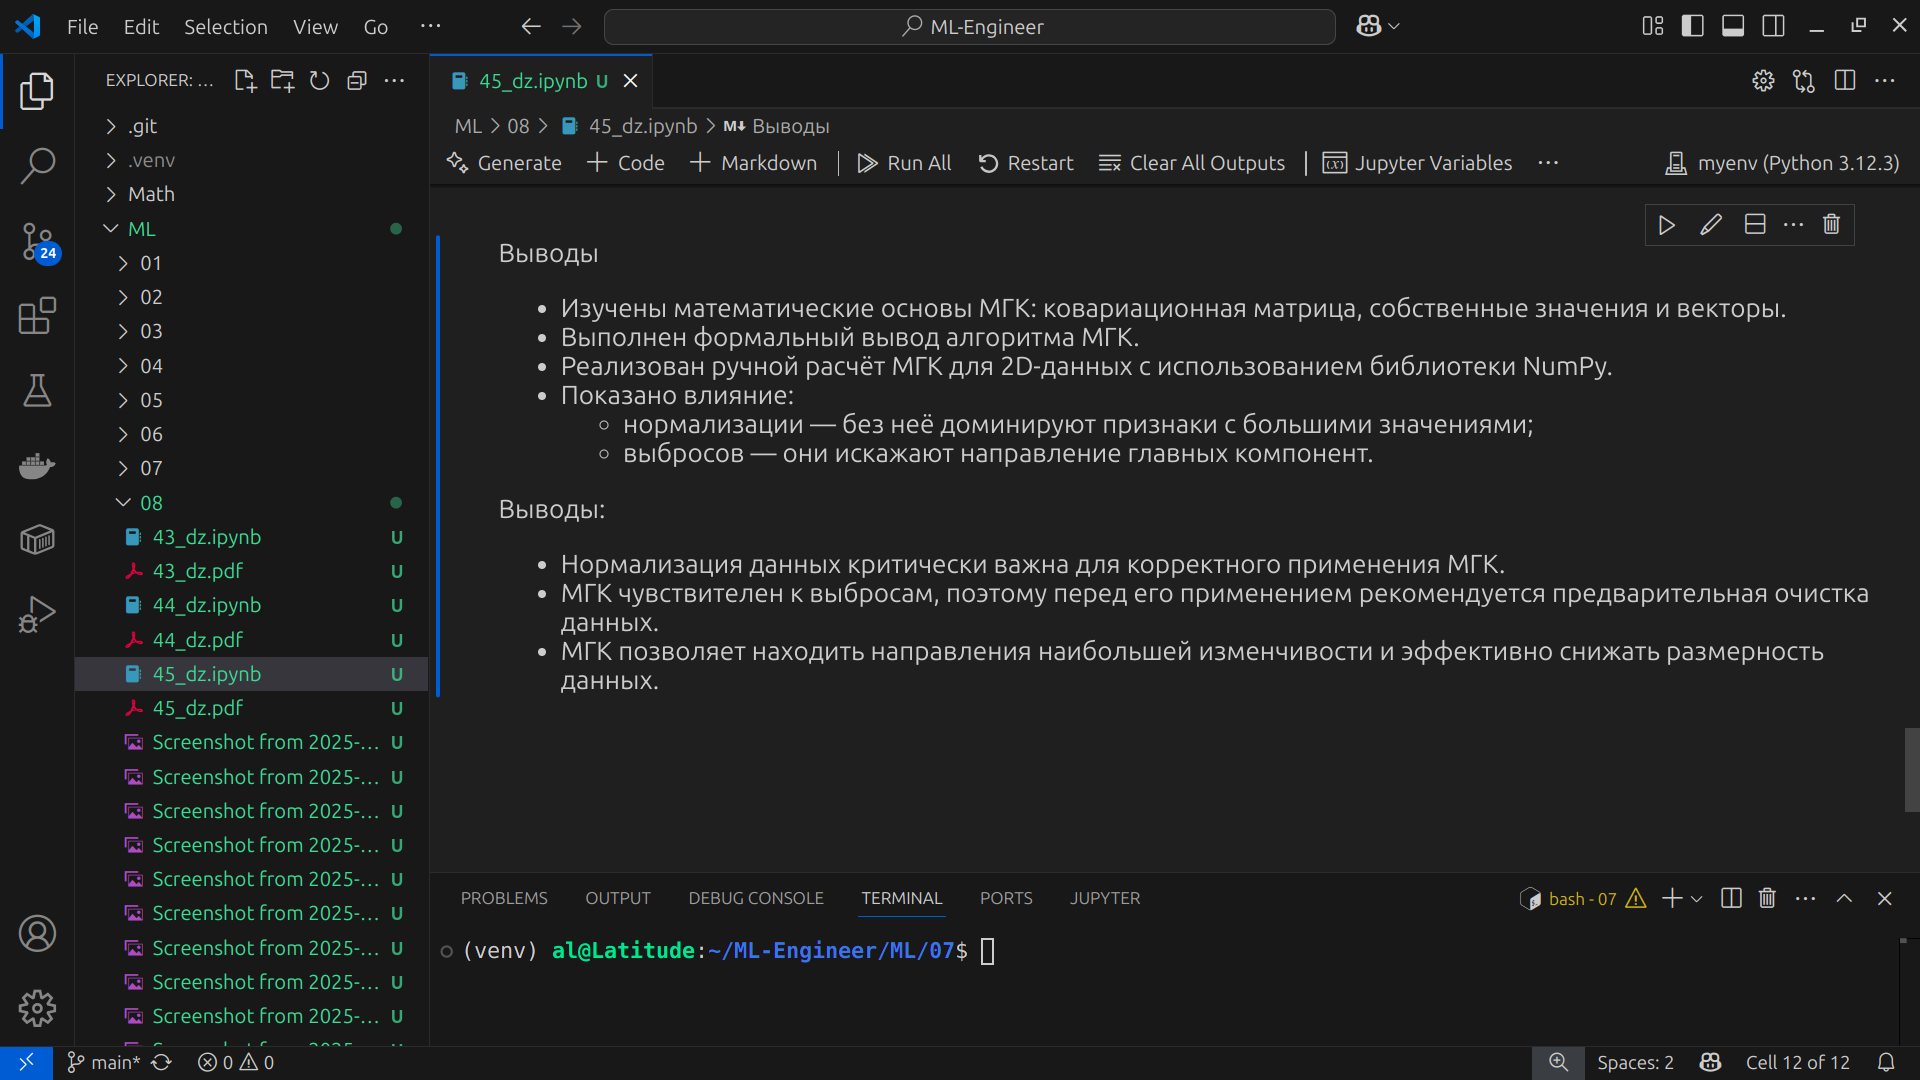 File Edit Selection View Go ··· ML-Engineer
EXPLORER: ... 45_dz.ipynb U
.git
.venv
Math
ML
01
02
03
04
05
06
07
08
43_dz.ipynb U
43_dz.pdf U
44_dz.ipynb U
44_dz.pdf U
45_dz.ipynb U
45_dz.pdf U
Screenshot from 2025-... U
Screenshot from 2025-... U
Screenshot from 2025-... U
Screenshot from 2025-... U
Screenshot from 2025-... U
Screenshot from 2025-... U
Screenshot from 2025-... U
Screenshot from 2025-... U
Screenshot from 2025-... U
24
ML > 08 > 45_dz.ipynb > M↓ Выводы
Generate + Code + Markdown | Run All Restart Clear All Outputs | Jupyter Variables ··· myenv (Python 3.12.3)
Выводы
• Изучены математические основы МГК: ковариационная матрица, собственные значения и векторы.
• Выполнен формальный вывод алгоритма МГК.
• Реализован ручной расчёт МГК для 2D-данных с использованием библиотеки NumPy.
• Показано влияние:
◦ нормализации — без неё доминируют признаки с большими значениями;
◦ выбросов — они искажают направление главных компонент.
Выводы:
• Нормализация данных критически важна для корректного применения МГК.
• МГК чувствителен к выбросам, поэтому перед его применением рекомендуется предварительная очистка
данных.
• МГК позволяет находить направления наибольшей изменчивости и эффективно снижать размерность
данных.
PROBLEMS OUTPUT DEBUG CONSOLE TERMINAL PORTS JUPYTER bash - 07
(venv) al@Latitude:~/ML-Engineer/ML/07$
main* 0 0 Spaces: 2 Cell 12 of 12